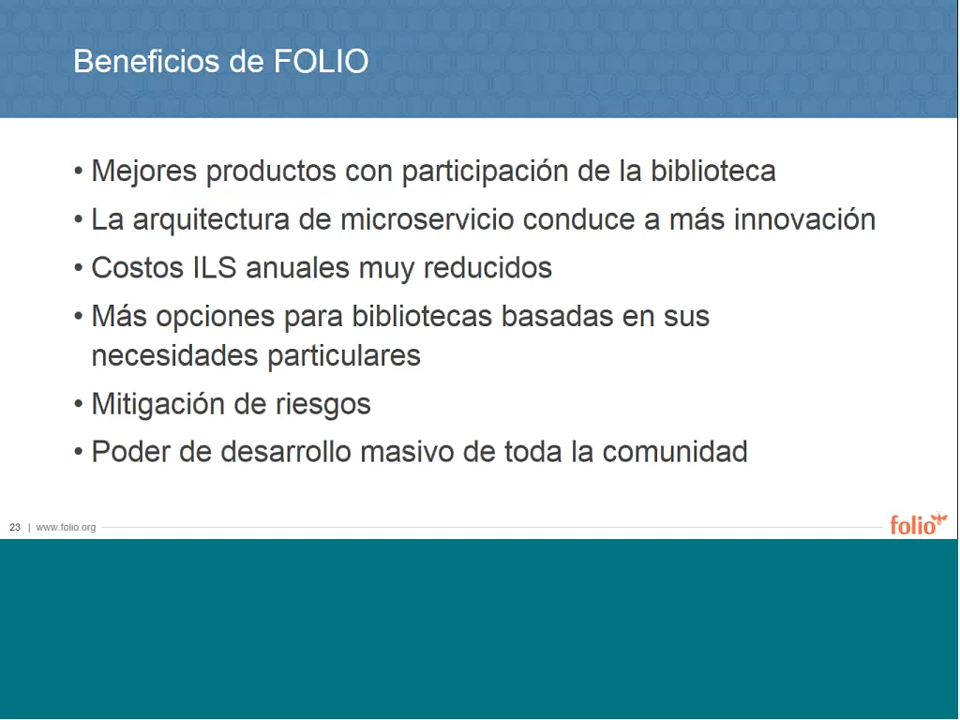 Beneficios de FOLIO
• Mejores productos con participación de la biblioteca
• La arquitectura de microservicio conduce a más innovación
• Costos ILS anuales muy reducidos
• Más opciones para bibliotecas basadas en sus
necesidades particulares
• Mitigación de riesgos
• Poder de desarrollo masivo de toda la comunidad
23 | www.folio.org
folio